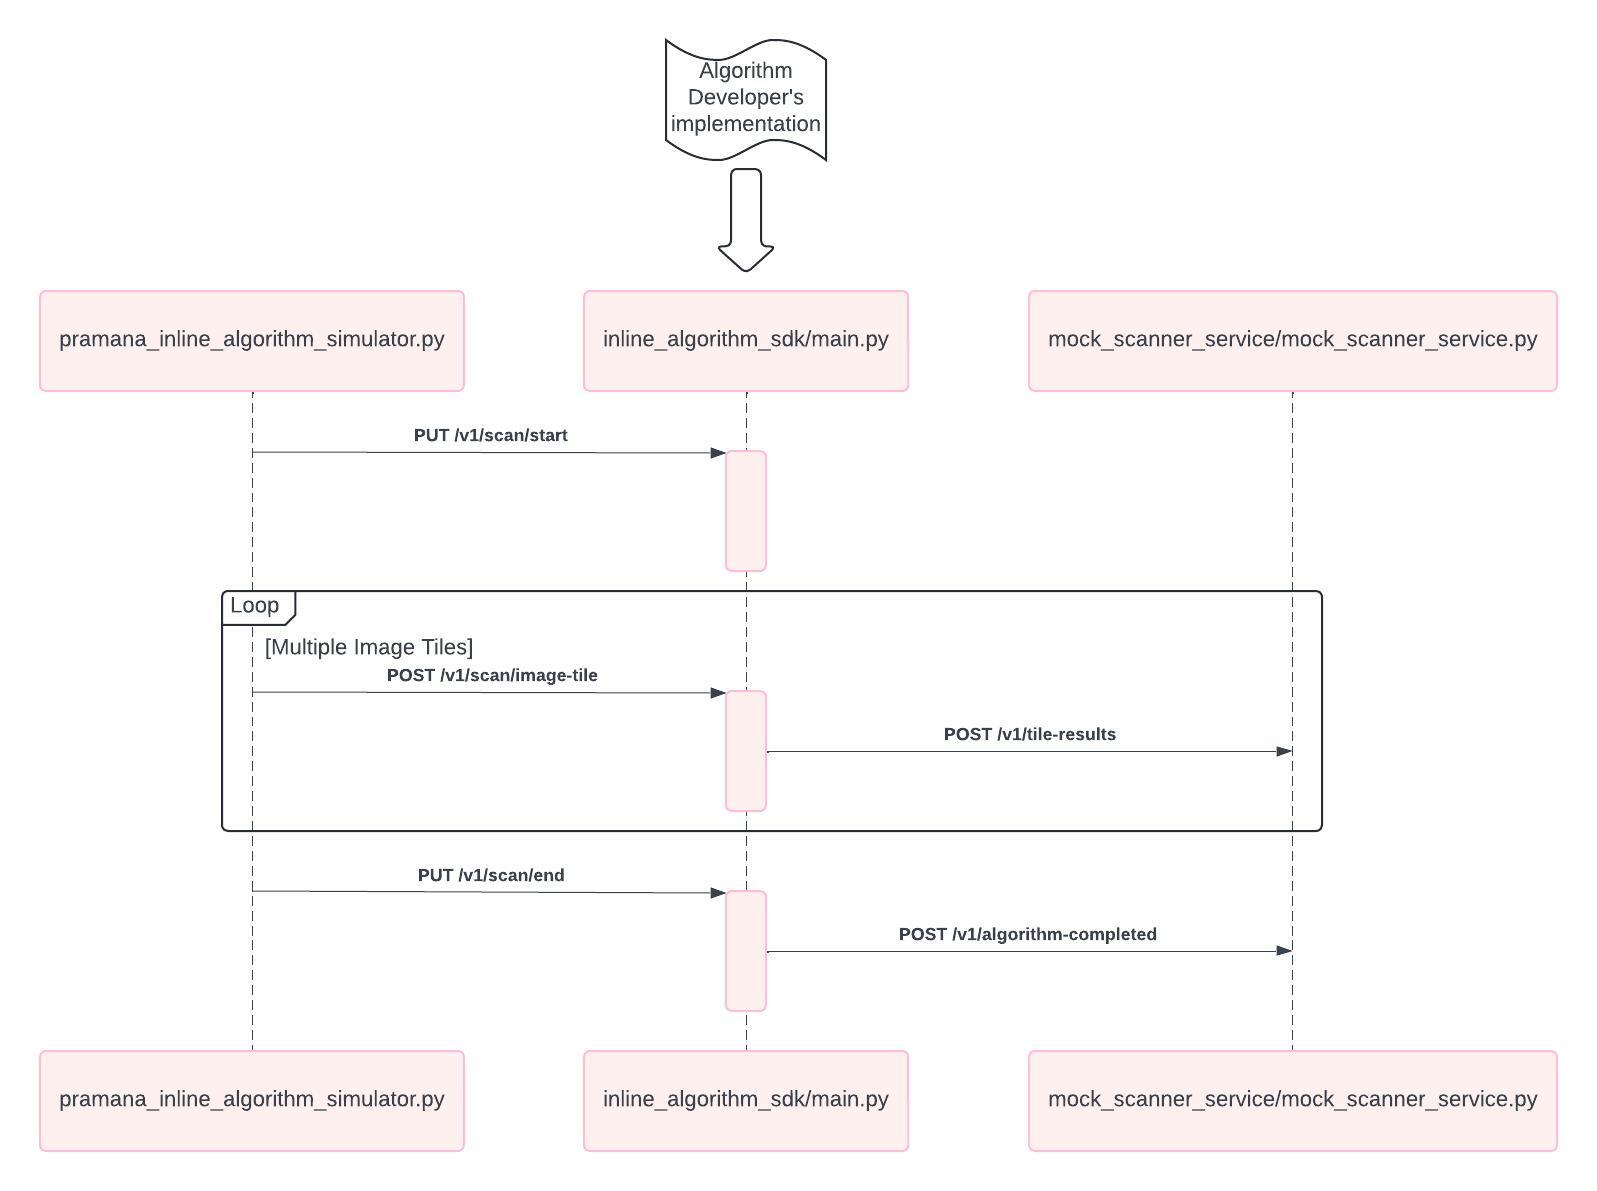 Algorithm
Developer's
implementation
pramana_inline_algorithm_simulator.py
inline_algorithm_sdk/main.py
mock_scanner_service/mock_scanner_service.py
PUT /v1/scan/start
Loop
[Multiple Image Tiles]
POST /v1/scan/image-tile
POST /v1/tile-results
PUT /v1/scan/end
POST /v1/algorithm-completed
pramana_inline_algorithm_simulator.py
inline_algorithm_sdk/main.py
mock_scanner_service/mock_scanner_service.py